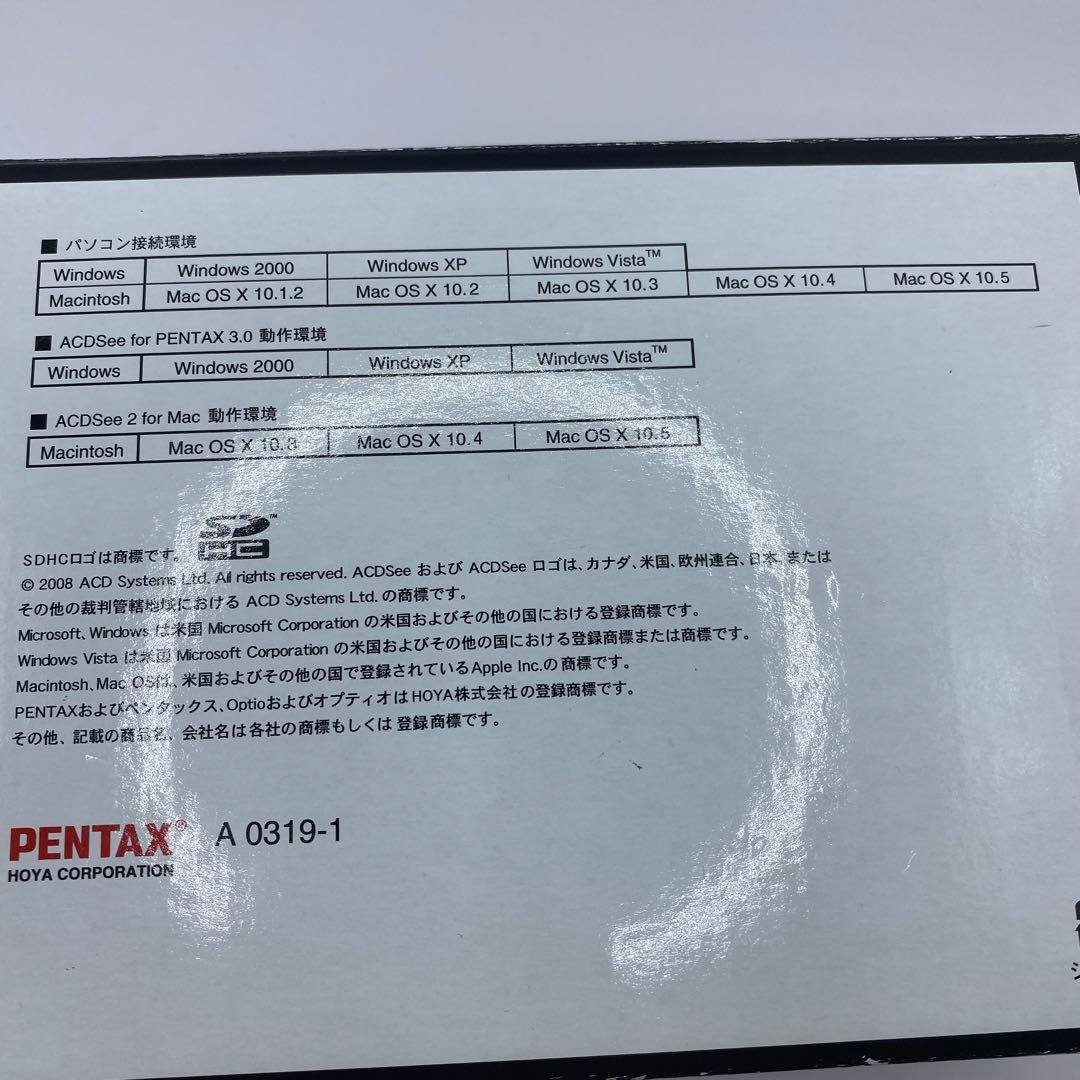 ■ パソコン接続環境
Windows Windows 2000 Windows XP Windows Vista™
Macintosh Mac OS X 10.1.2 Mac OS X 10.2 Mac OS X 10.3 Mac OS X 10.4 Mac OS X 10.5
■ ACDSee for PENTAX 3.0 動作環境
Windows Windows 2000 Windows XP Windows Vista™
■ ACDSee 2 for Mac 動作環境
Macintosh Mac OS X 10.3 Mac OS X 10.4 Mac OS X 10.5
SDHCロゴは商標です。 SDHC™
© 2008 ACD Systems Ltd. All rights reserved. ACDSee および ACDSee ロゴは、カナダ、米国、欧州連合、日本、または
その他の裁判管轄地域における ACD Systems Ltd. の商標です。
Microsoft、Windows は米国 Microsoft Corporation の米国およびその他の国における登録商標です。
Windows Vista は米国 Microsoft Corporation の米国およびその他の国における登録商標または商標です。
Macintosh、Mac OSは、米国およびその他の国で登録されているApple Inc.の商標です。
PENTAXおよびペンタックス、OptioおよびオプティオはHOYA株式会社の登録商標です。
その他、記載の商品名、会社名は各社の商標もしくは登録商標です。
PENTAX® A 0319-1
HOYA CORPORATION